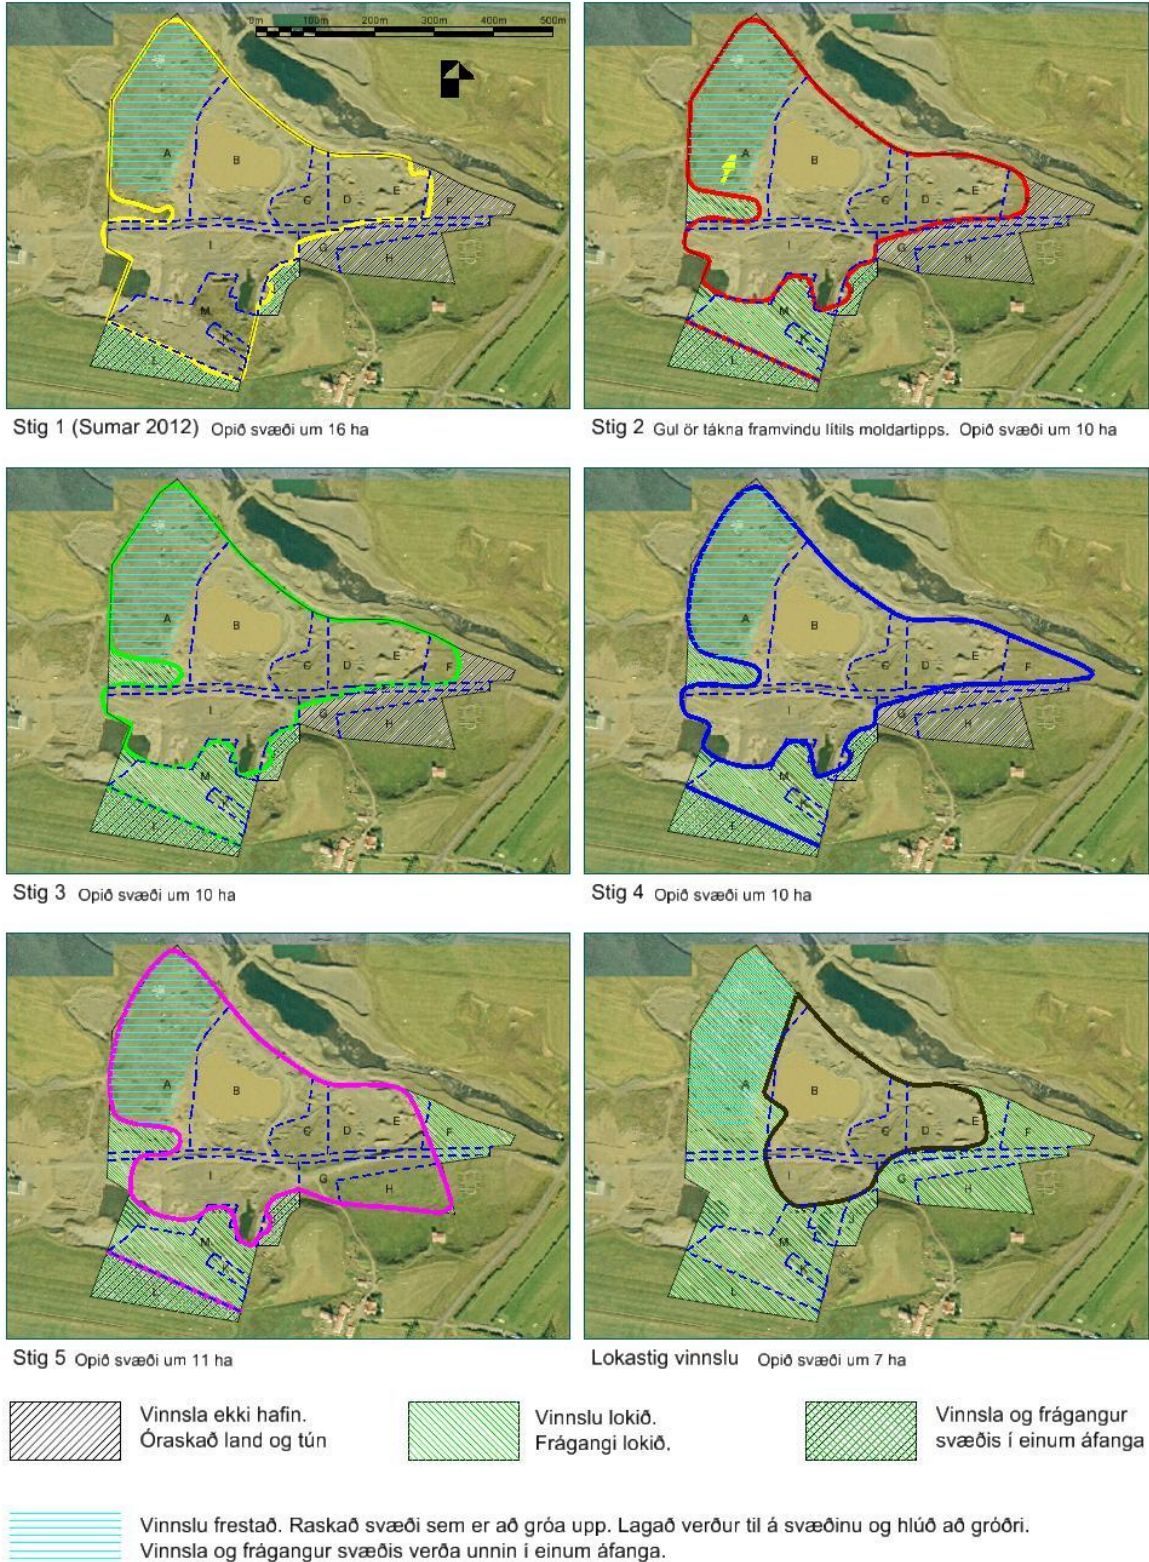 0m 100m 200m 300m 400m 500m
A
B
C
D
E
F
G
H
I
M
K
L
Stig 1 (Sumar 2012) Opið svæði um 16 ha
A
B
C
D
E
F
G
H
I
M
K
L
Stig 2 Gul ör tákna framvindu lítils moldartipps. Opið svæði um 10 ha
A
B
C
D
E
F
G
H
I
M
K
L
Stig 3 Opið svæði um 10 ha
A
B
C
D
E
F
G
H
I
M
K
L
Stig 4 Opið svæði um 10 ha
A
B
C
D
E
F
G
H
I
M
K
L
Stig 5 Opið svæði um 11 ha
A
B
C
D
E
F
G
H
I
J
M
K
L
Lokastig vinnslu Opið svæði um 7 ha
Vinnsla ekki hafin.
Óraskað land og tún
Vinnslu lokið.
Frágangi lokið.
Vinnsla og frágangur
svæðis í einum áfanga
Vinnslu frestað. Raskað svæði sem er að gróa upp. Lagað verður til á svæðinu og hlúð að gróðri.
Vinnsla og frágangur svæðis verða unnin í einum áfanga.